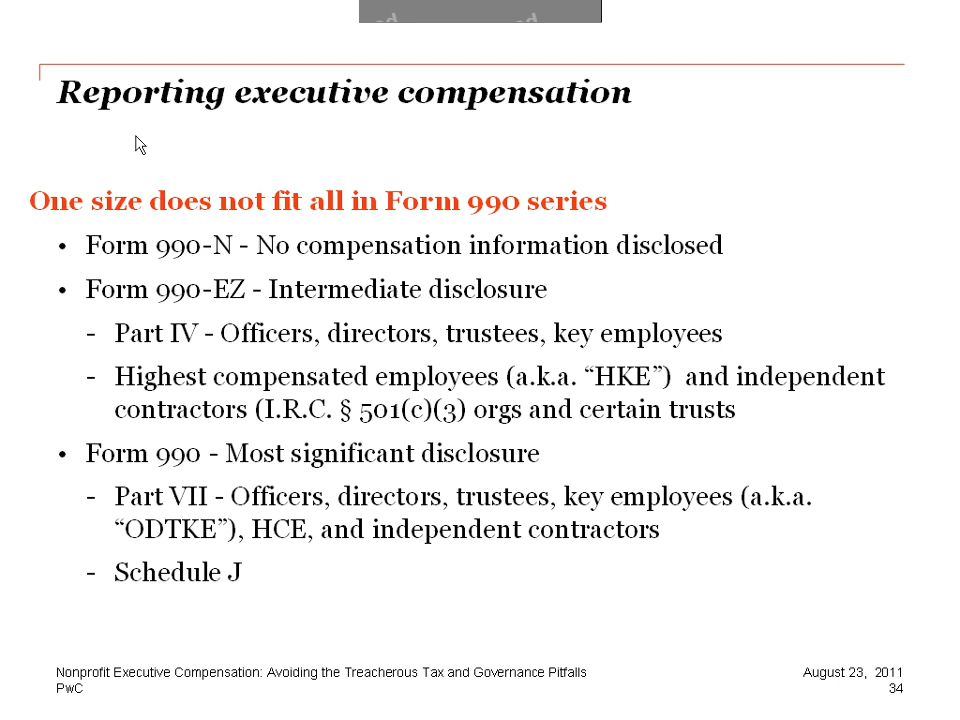 Reporting executive compensation
One size does not fit all in Form 990 series
• Form 990-N - No compensation information disclosed
• Form 990-EZ - Intermediate disclosure
- Part IV - Officers, directors, trustees, key employees
- Highest compensated employees (a.k.a. “HKE”) and independent
contractors (I.R.C. § 501(c)(3) orgs and certain trusts
• Form 990 - Most significant disclosure
- Part VII - Officers, directors, trustees, key employees (a.k.a.
“ODTKE”), HCE, and independent contractors
- Schedule J
Nonprofit Executive Compensation: Avoiding the Treacherous Tax and Governance Pitfalls
August 23, 2011
PwC
34